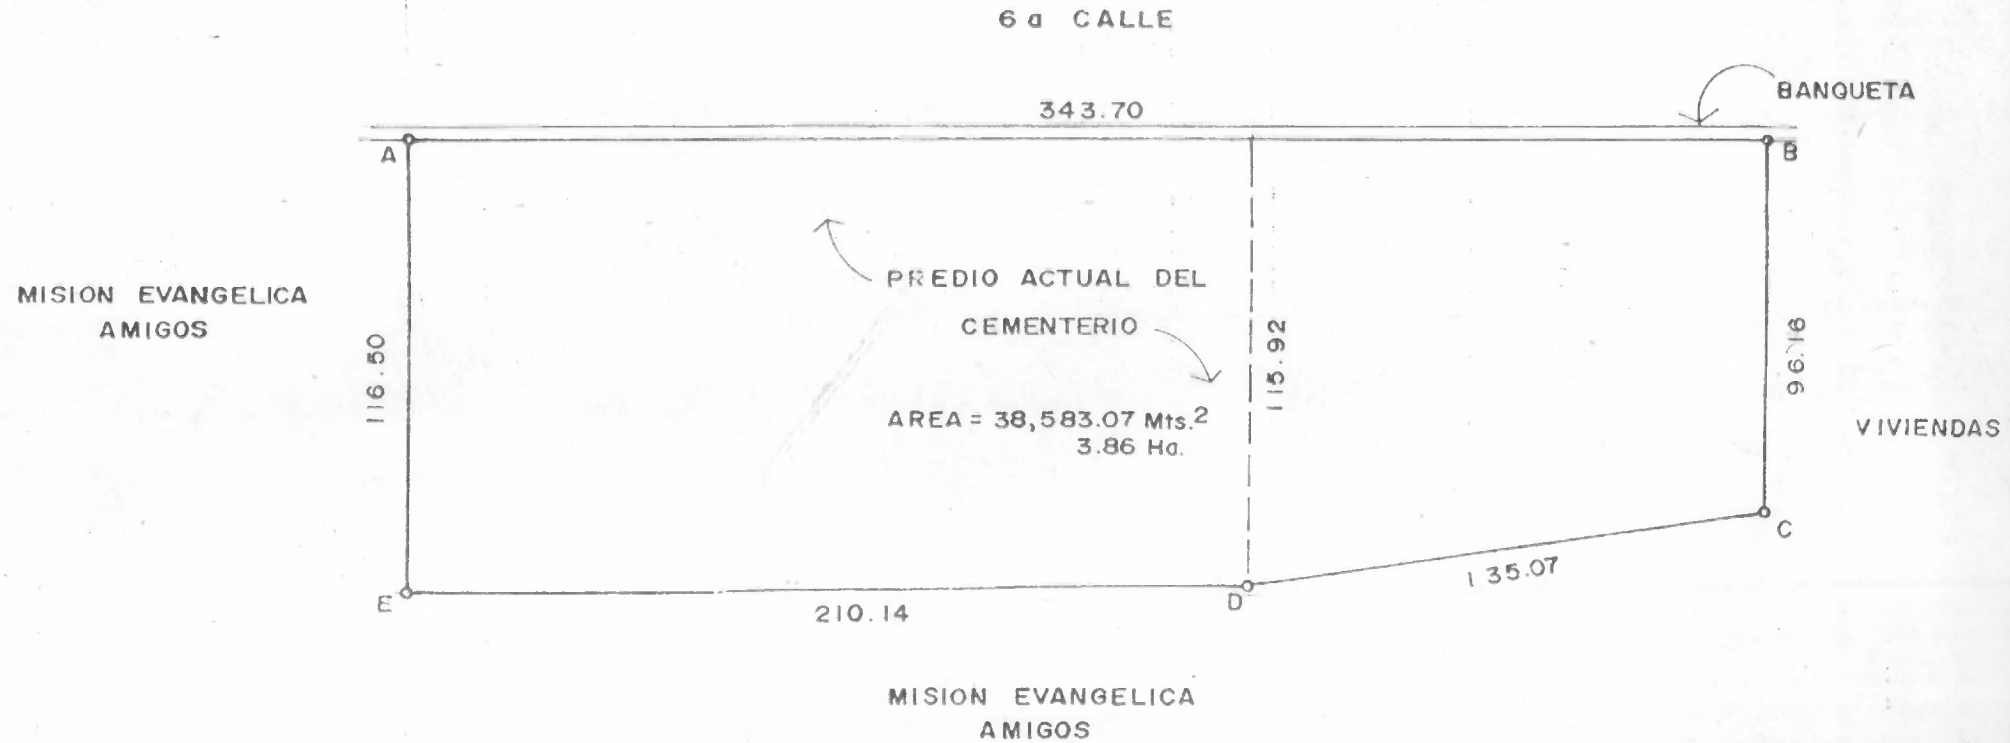 6a CALLE
BANQUETA
343.70
A
B
PREDIO ACTUAL DEL
CEMENTERIO
MISION EVANGELICA
AMIGOS
116.50
115.92
96.16
AREA = 38,583.07 Mts.2
3.86 Ha.
VIVIENDAS
C
135.07
E
D
210.14
MISION EVANGELICA
AMIGOS